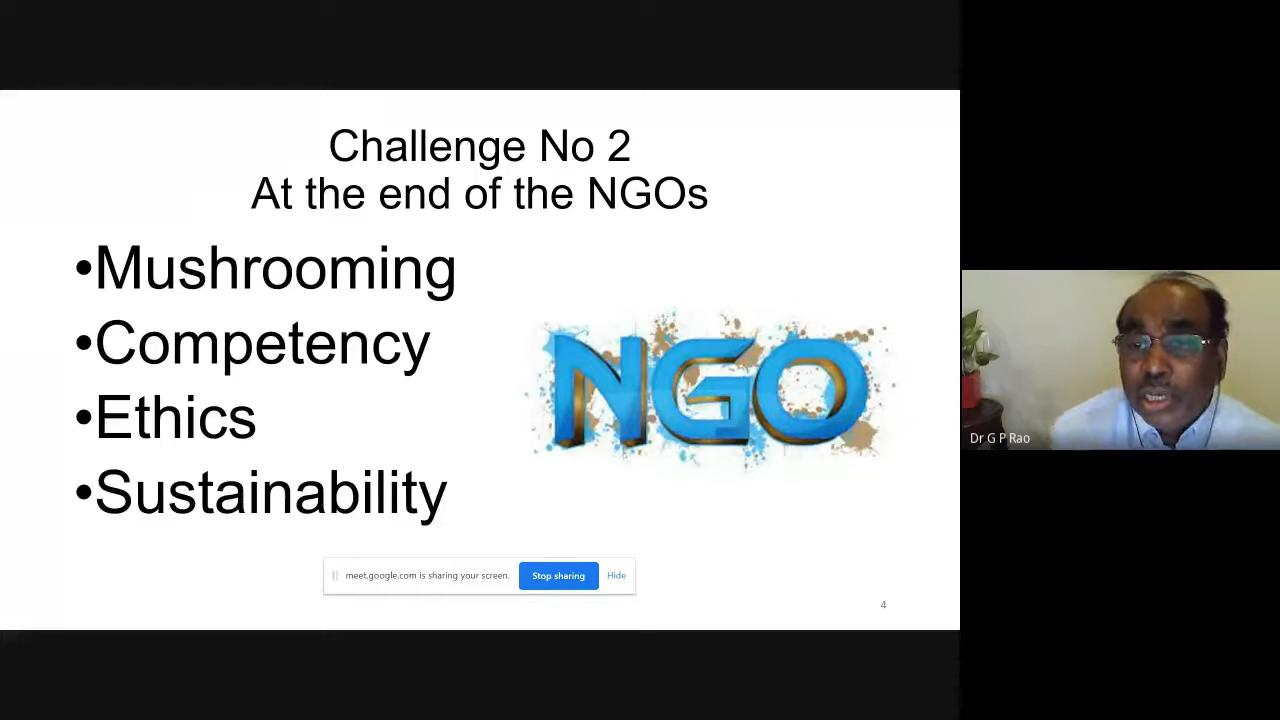 Challenge No 2
At the end of the NGOs
•Mushrooming
•Competency
•Ethics
•Sustainability
NGO
meet.google.com is sharing your screen. Stop sharing Hide
4
Dr G P Rao